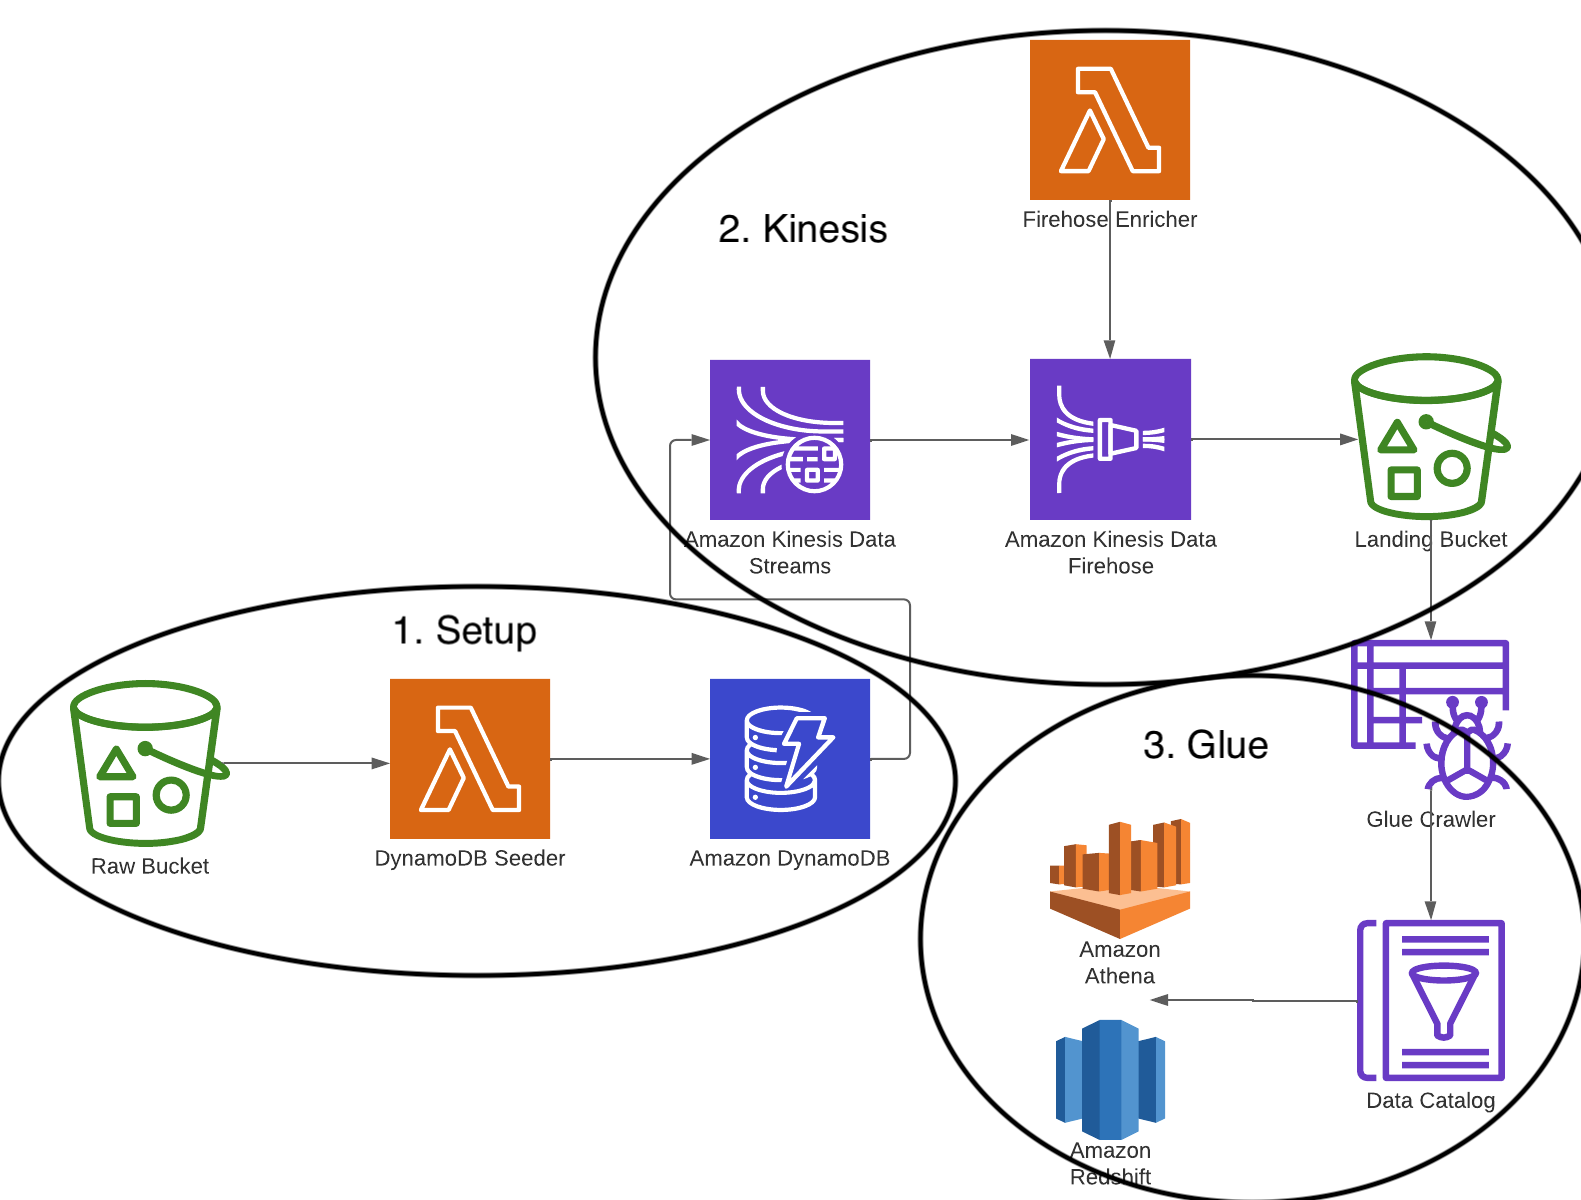 Firehose Enricher
2. Kinesis
Amazon Kinesis Data
Streams
Amazon Kinesis Data
Firehose
Landing Bucket
1. Setup
Raw Bucket
DynamoDB Seeder
Amazon DynamoDB
3. Glue
Glue Crawler
Amazon
Athena
Data Catalog
Amazon
Redshift